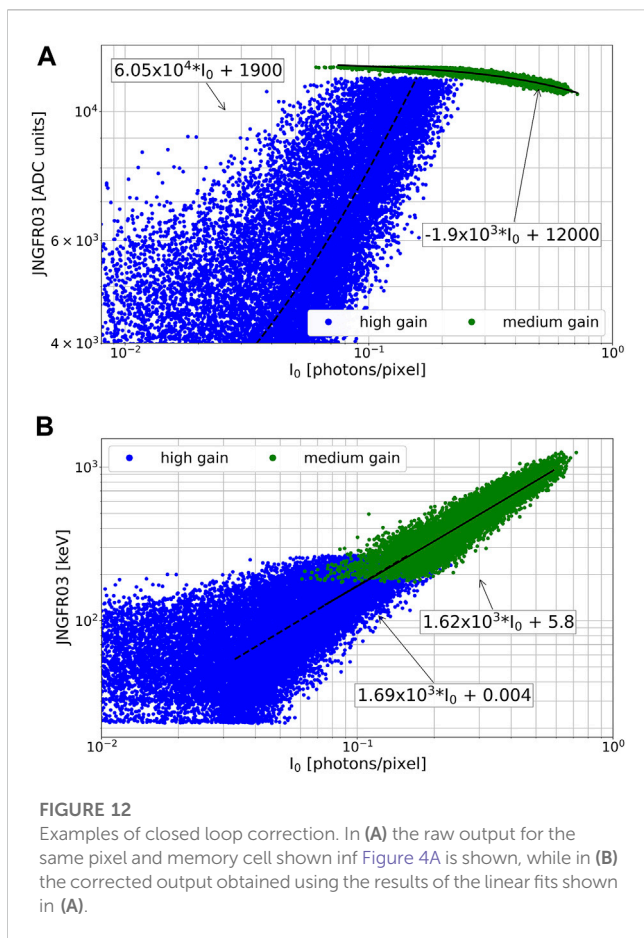 A
6.05x10⁴*I₀ + 1900
10⁴
JNGFR03 [ADC units]
6 × 10³
-1.9x10³*I₀ + 12000
high gain
medium gain
4 × 10³
10⁻²
10⁻¹
10⁰
I₀ [photons/pixel]
B
high gain
medium gain
10³
JNGFR03 [keV]
10²
1.62x10³*I₀ + 5.8
1.69x10³*I₀ + 0.004
10⁻²
10⁻¹
10⁰
I₀ [photons/pixel]
FIGURE 12
Examples of closed loop correction. In (A) the raw output for the
same pixel and memory cell shown inf Figure 4A is shown, while in (B)
the corrected output obtained using the results of the linear fits shown
in (A).